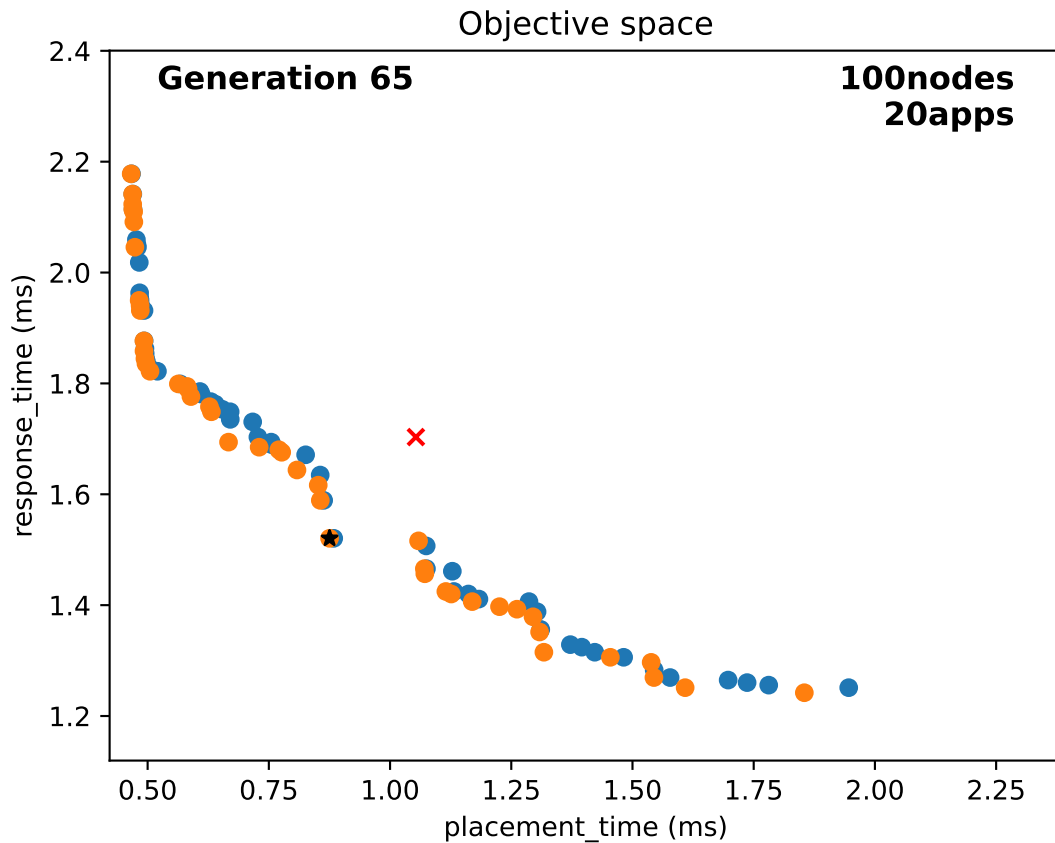 Objective space
Generation 65
100nodes
20apps
response_time (ms)
2.4
2.2
2.0
1.8
1.6
1.4
1.2
0.50 0.75 1.00 1.25 1.50 1.75 2.00 2.25
placement_time (ms)